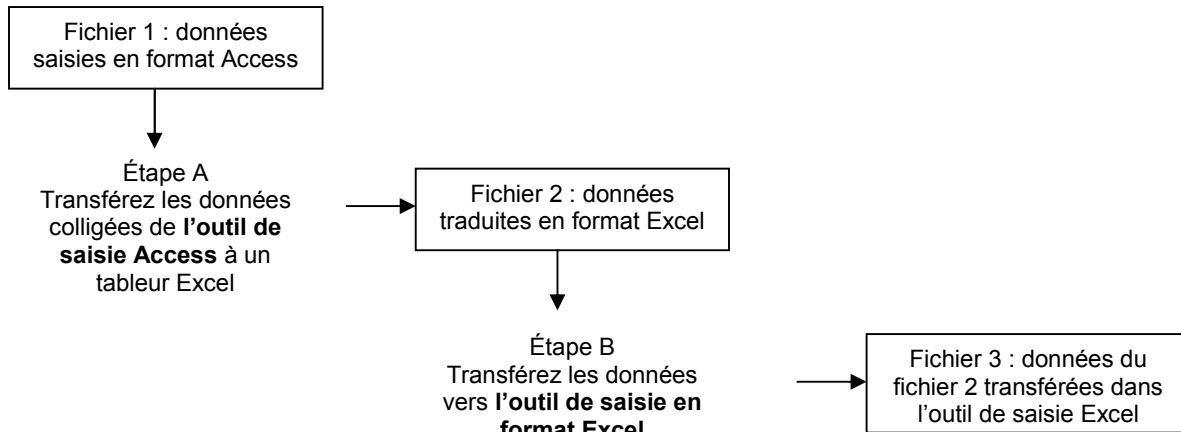 Fichier 1 : données
saisies en format Access
Étape A
Transférez les données
colligées de l’outil de
saisie Access à un
tableur Excel
Fichier 2 : données
traduites en format Excel
Étape B
Transférez les données
vers l’outil de saisie en
format Excel
Fichier 3 : données du
fichier 2 transférées dans
l’outil de saisie Excel